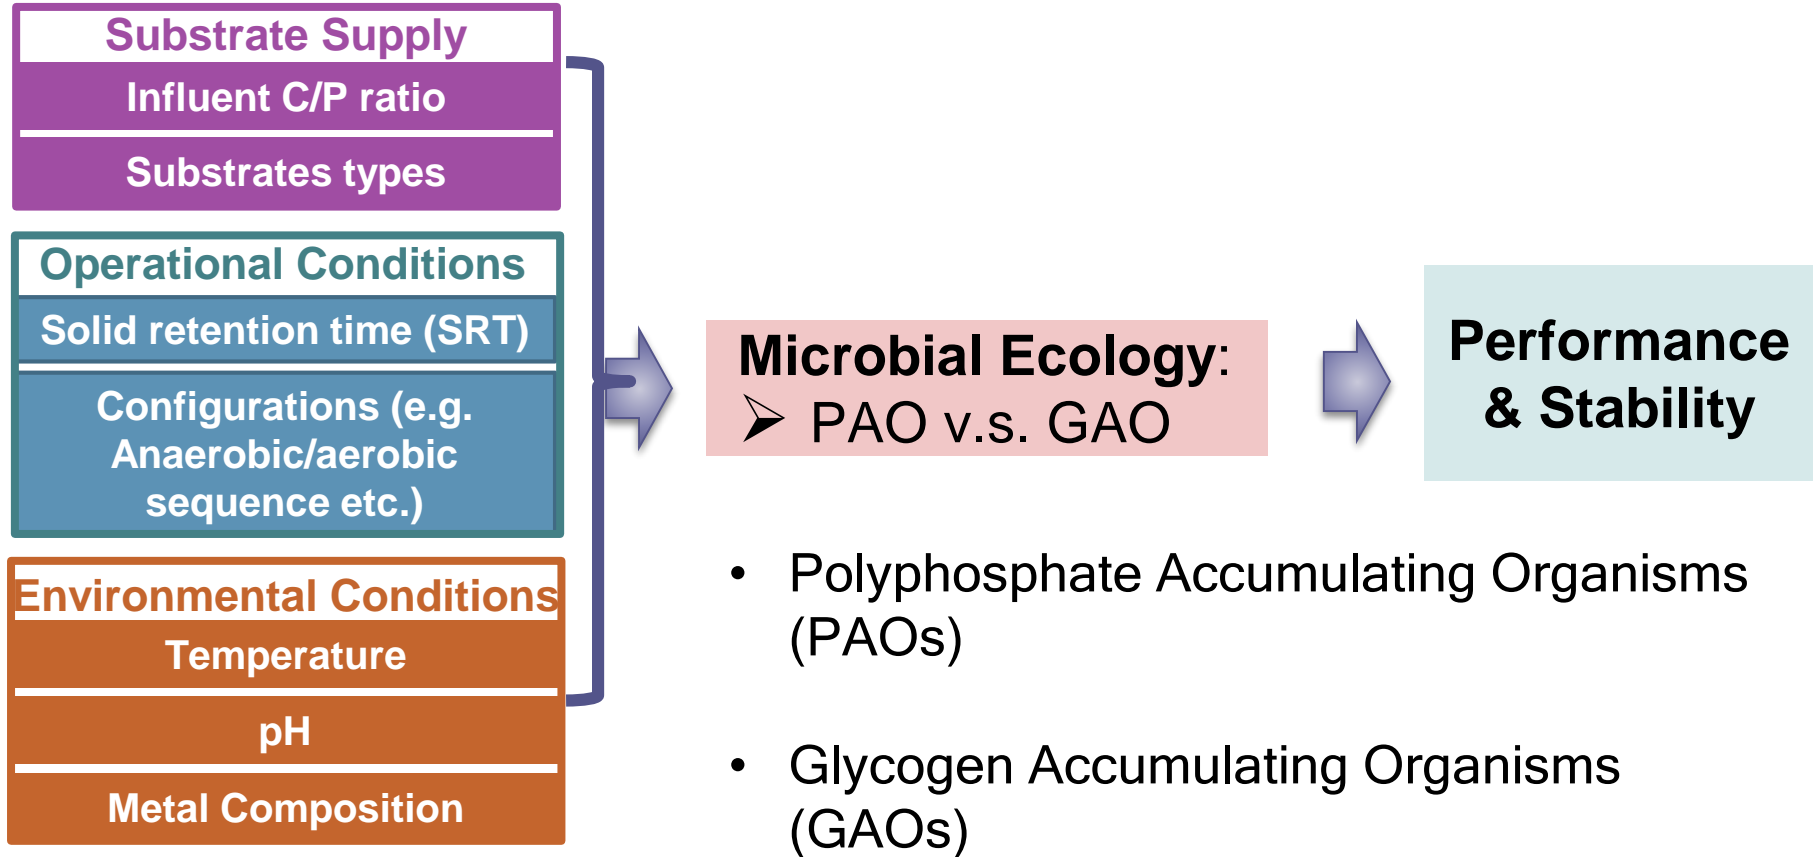 Substrate Supply
Influent C/P ratio
Substrates types
Operational Conditions
Solid retention time (SRT)
Configurations (e.g.
Anaerobic/aerobic
sequence etc.)
Environmental Conditions
Temperature
pH
Metal Composition
Microbial Ecology:
➢ PAO v.s. GAO
Performance
& Stability
• Polyphosphate Accumulating Organisms
(PAOs)
• Glycogen Accumulating Organisms
(GAOs)